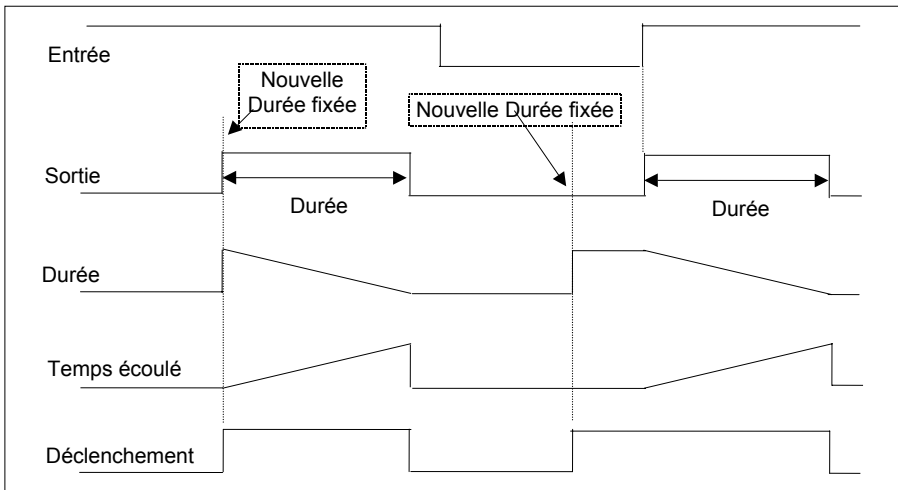 Entrée
Nouvelle
Durée fixée
Nouvelle Durée fixée
Sortie
Durée
Durée
Durée
Temps écoulé
Déclenchement